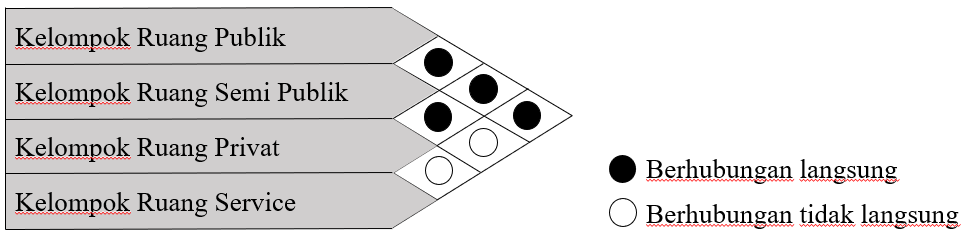 Kelompok Ruang Publik
Kelompok Ruang Semi Publik
Kelompok Ruang Privat
Kelompok Ruang Service
Berhubungan langsung
Berhubungan tidak langsung